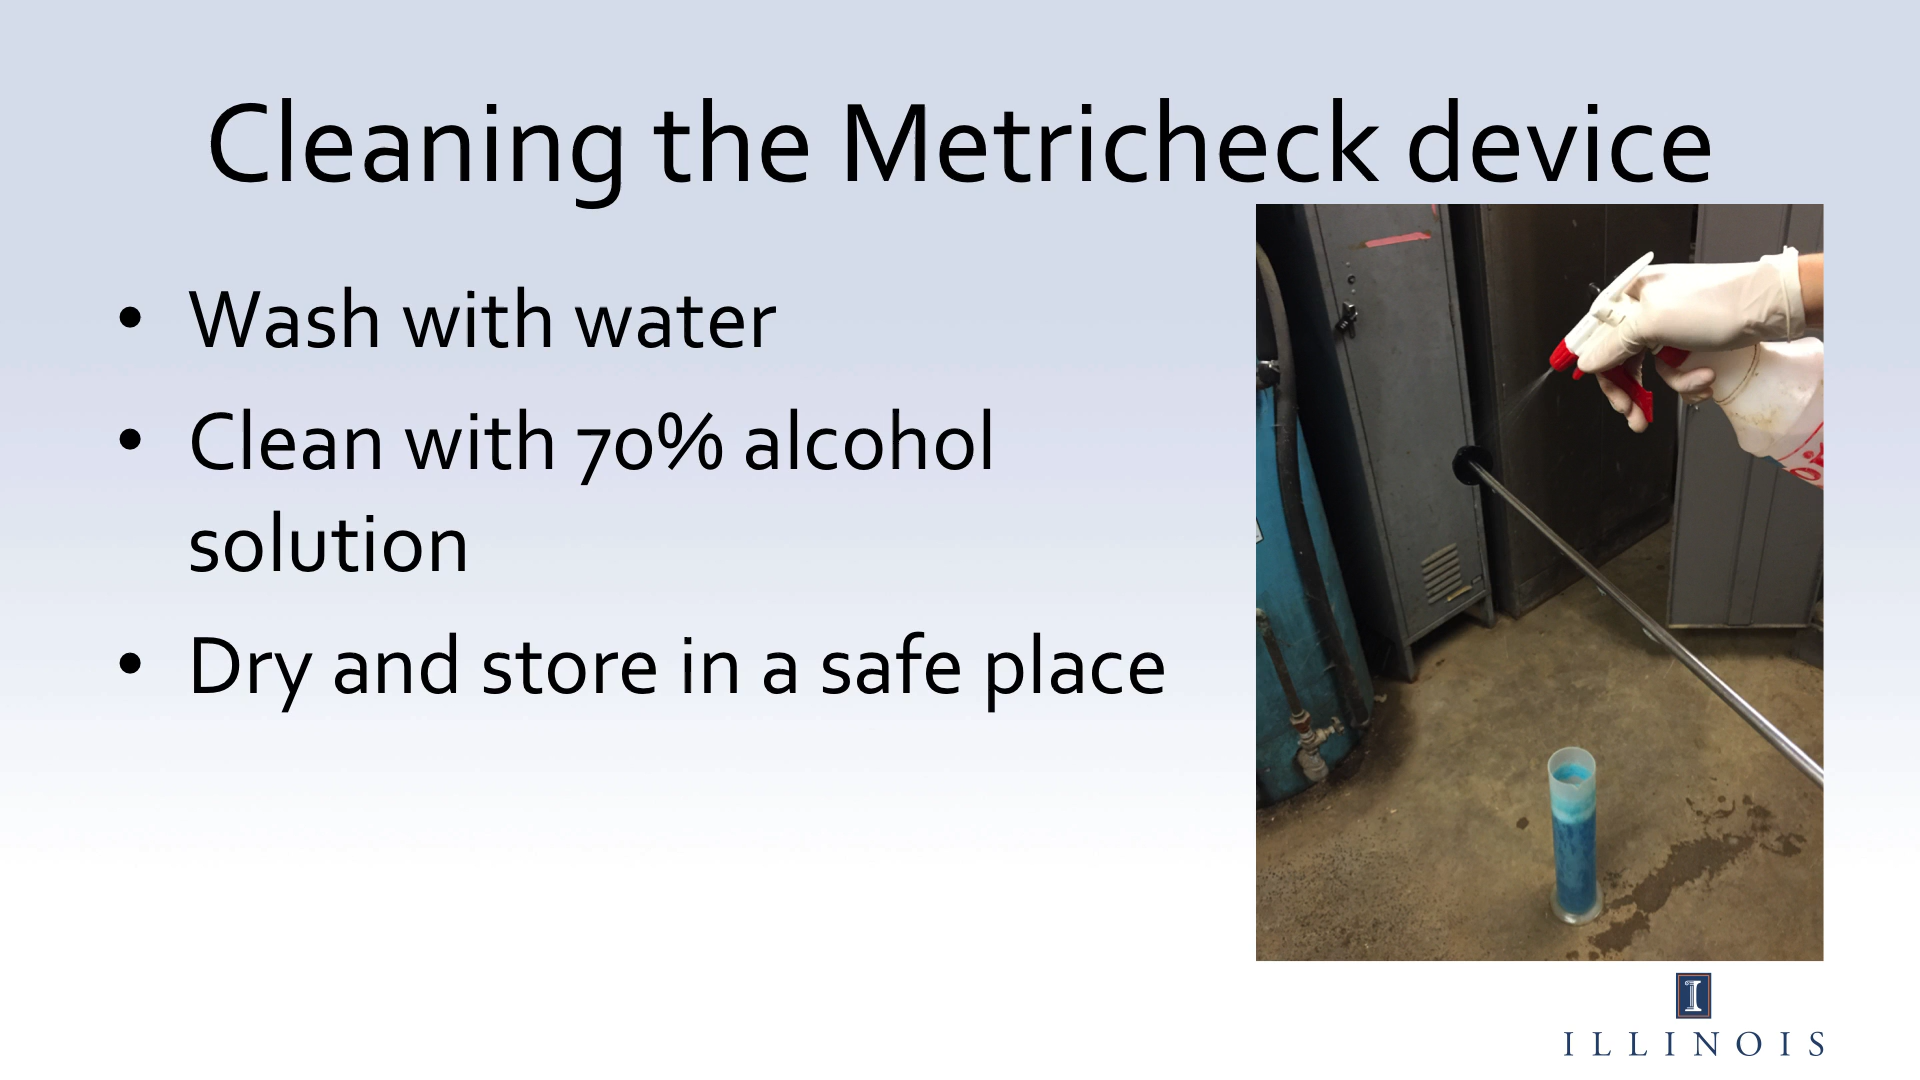 Cleaning the Metricheck device
• Wash with water
• Clean with 70% alcohol
solution
• Dry and store in a safe place
I
ILLINOIS